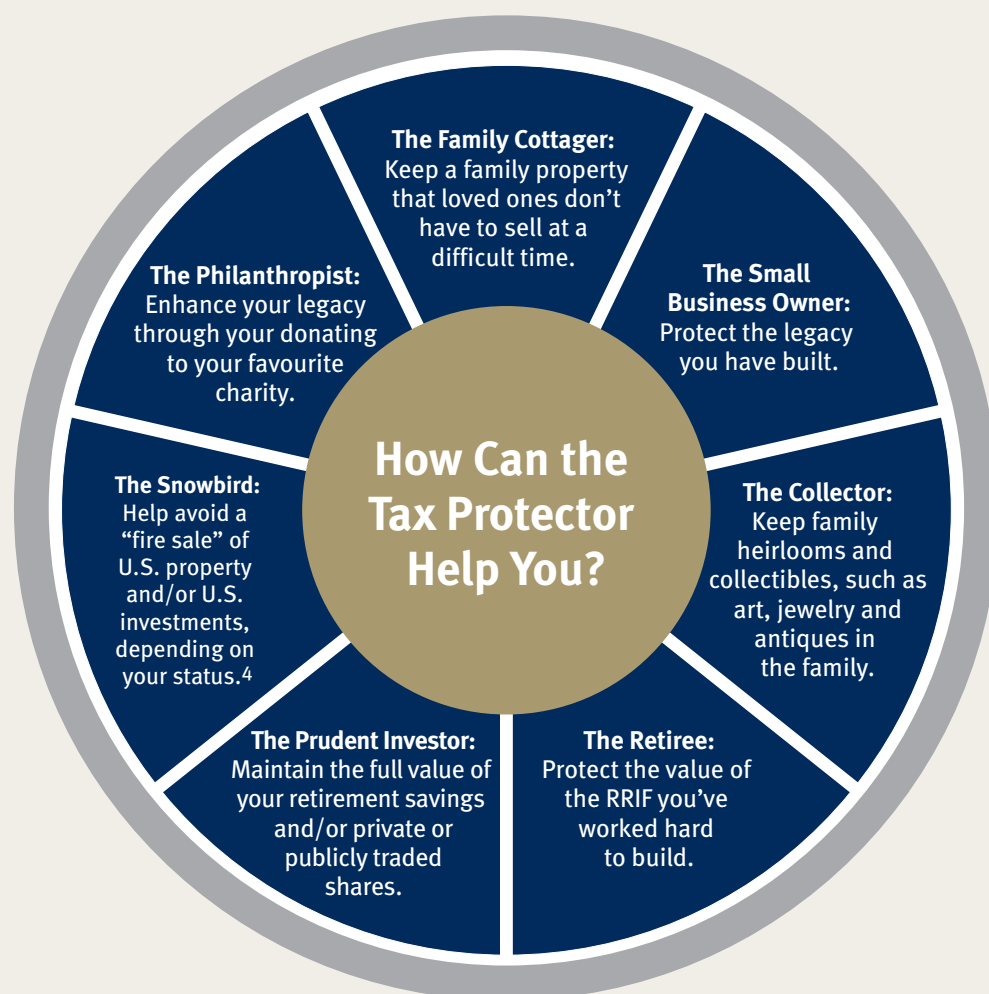 How Can the
Tax Protector
Help You?
The Family Cottager:
Keep a family property
that loved ones don’t
have to sell at a
difficult time.
The Small
Business Owner:
Protect the legacy
you have built.
The Collector:
Keep family
heirlooms and
collectibles, such as
art, jewelry and
antiques in
the family.
The Retiree:
Protect the value of
the RRIF you’ve
worked hard
to build.
The Prudent Investor:
Maintain the full value of
your retirement savings
and/or private or
publicly traded
shares.
The Snowbird:
Help avoid a
“fire sale” of
U.S. property
and/or U.S.
investments,
depending on
your status.4
The Philanthropist:
Enhance your legacy
through your donating
to your favourite
charity.